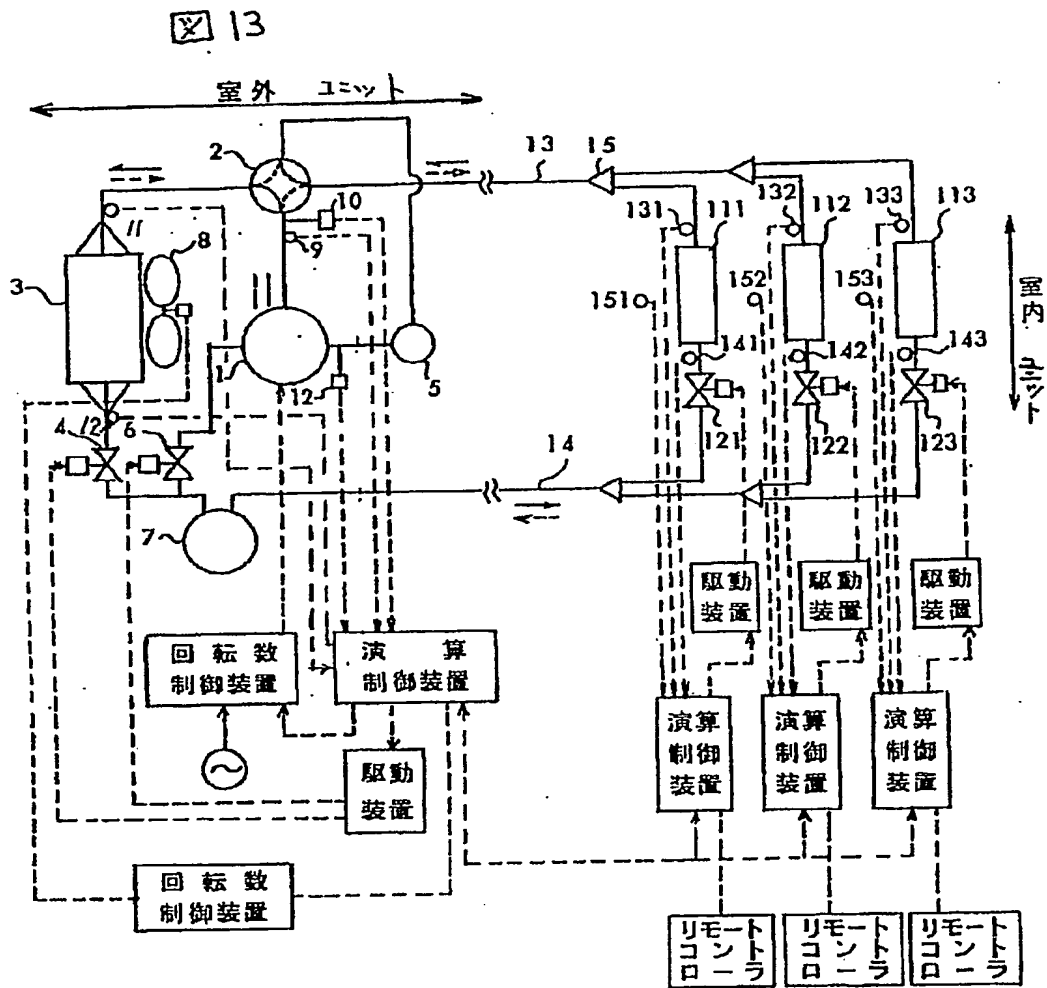 図 13
室外 ユニット
2
13
15
10
11
9
8
3
1
12
5
12
4
6
7
14
131
111
132
112
133
113
151
152
153
141
142
143
121
122
123
室内 ユニット
駆動
装置
駆動
装置
駆動
装置
回転数
制御装置
演算
制御装置
駆動
装置
演算
制御
装置
演算
制御
装置
演算
制御
装置
回転数
制御装置
リモート
コントローラ
リモート
コントローラ
リモート
コントローラ